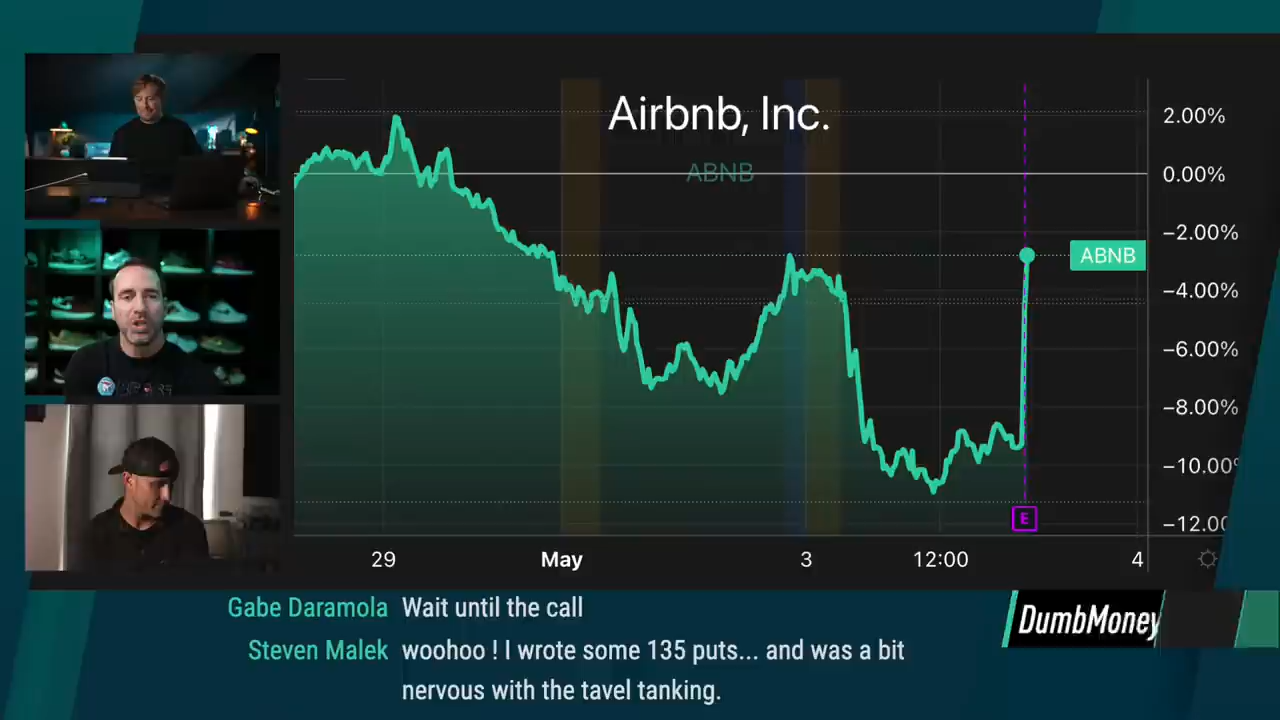 Airbnb, Inc.
ABNB
2.00%
0.00%
−2.00%
ABNB
−4.00%
−6.00%
−8.00%
−10.00%
−12.00
E
29 May 3 12:00 4
Gabe Daramola Wait until the call
Steven Malek woohoo ! I wrote some 135 puts... and was a bit
nervous with the tavel tanking.
DumbMoney